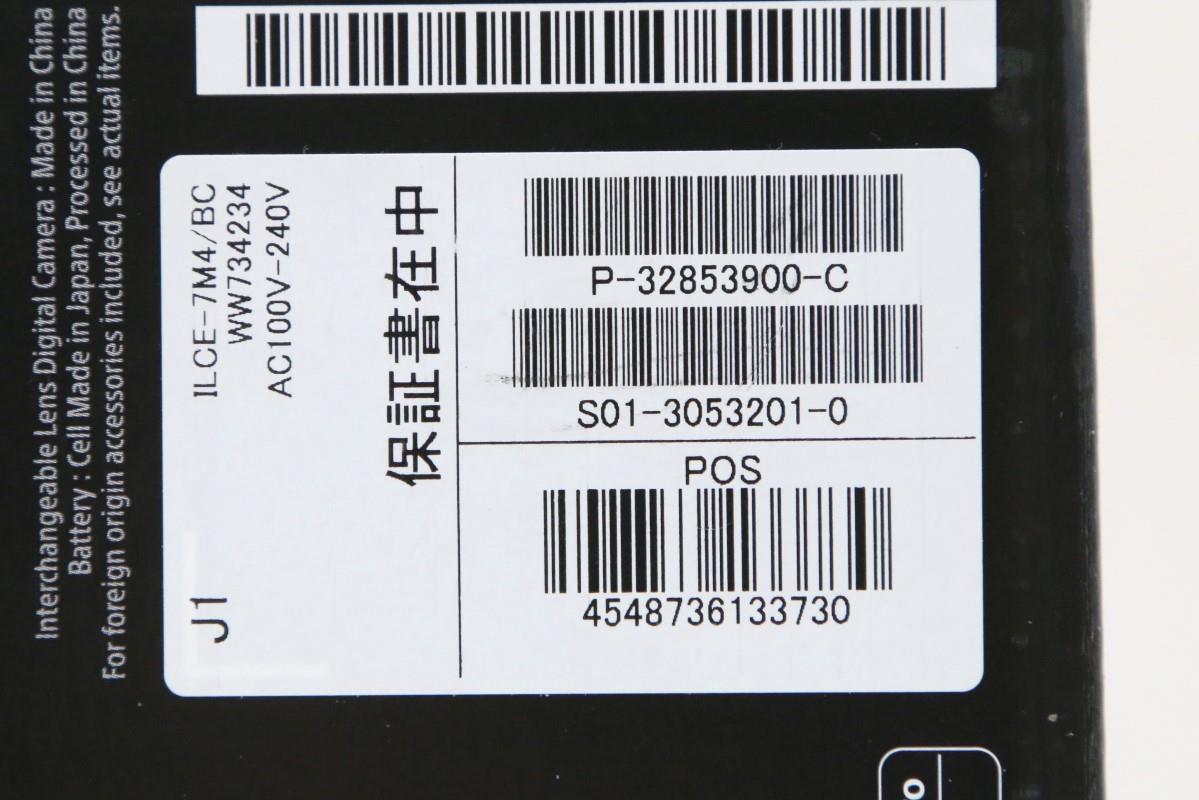 Interchangeable Lens Digital Camera : Made in China
Battery : Cell Made in Japan, Processed in China
For foreign origin accessories included, see actual items.
ILCE-7M4/BC
WW734234
AC100V-240V
J1
保証書在中
P-32853900-C
S01-3053201-0
POS
4548736133730